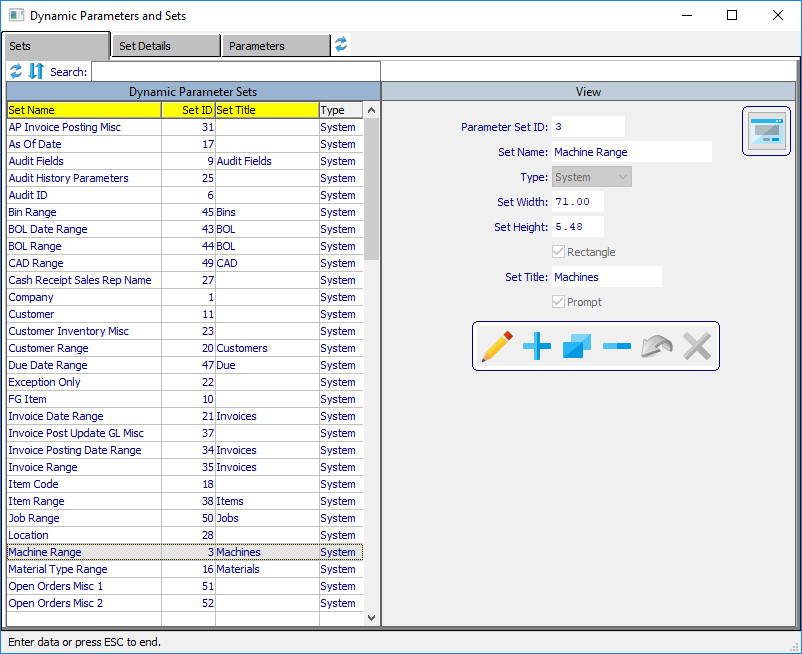 Dynamic Parameters and Sets
Sets Set Details Parameters
Search:
Dynamic Parameter Sets
Set Name Set ID Set Title Type
AP Invoice Posting Misc 31 System
As Of Date 17 System
Audit Fields 9 Audit Fields System
Audit History Parameters 25 System
Audit ID 6 System
Bin Range 45 Bins System
BOL Date Range 43 BOL System
BOL Range 44 BOL System
CAD Range 49 CAD System
Cash Receipt Sales Rep Name 27 System
Company 1 System
Customer 11 System
Customer Inventory Misc 23 System
Customer Range 20 Customers System
Due Date Range 47 Due System
Exception Only 22 System
FG Item 10 System
Invoice Date Range 21 Invoices System
Invoice Post Update GL Misc 37 System
Invoice Posting Date Range 34 Invoices System
Invoice Range 35 Invoices System
Item Code 18 System
Item Range 38 Items System
Job Range 50 Jobs System
Location 28 System
Machine Range 3 Machines System
Material Type Range 16 Materials System
Open Orders Misc 1 51 System
Open Orders Misc 2 52 System
View
Parameter Set ID: 3
Set Name: Machine Range
Type: System
Set Width: 71.00
Set Height: 5.48
Rectangle
Set Title: Machines
Prompt
Enter data or press ESC to end.